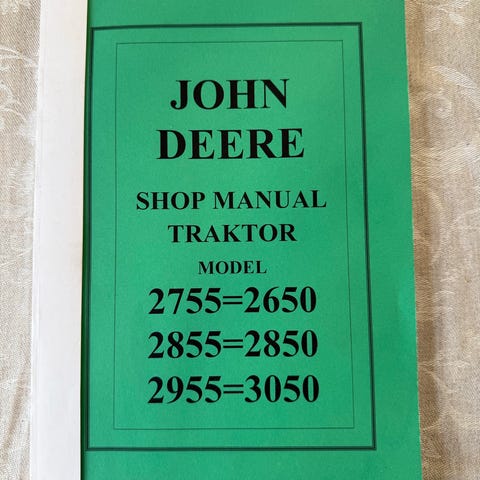 JOHN
DEERE
SHOP MANUAL
TRAKTOR
MODEL
2755=2650
2855=2850
2955=3050